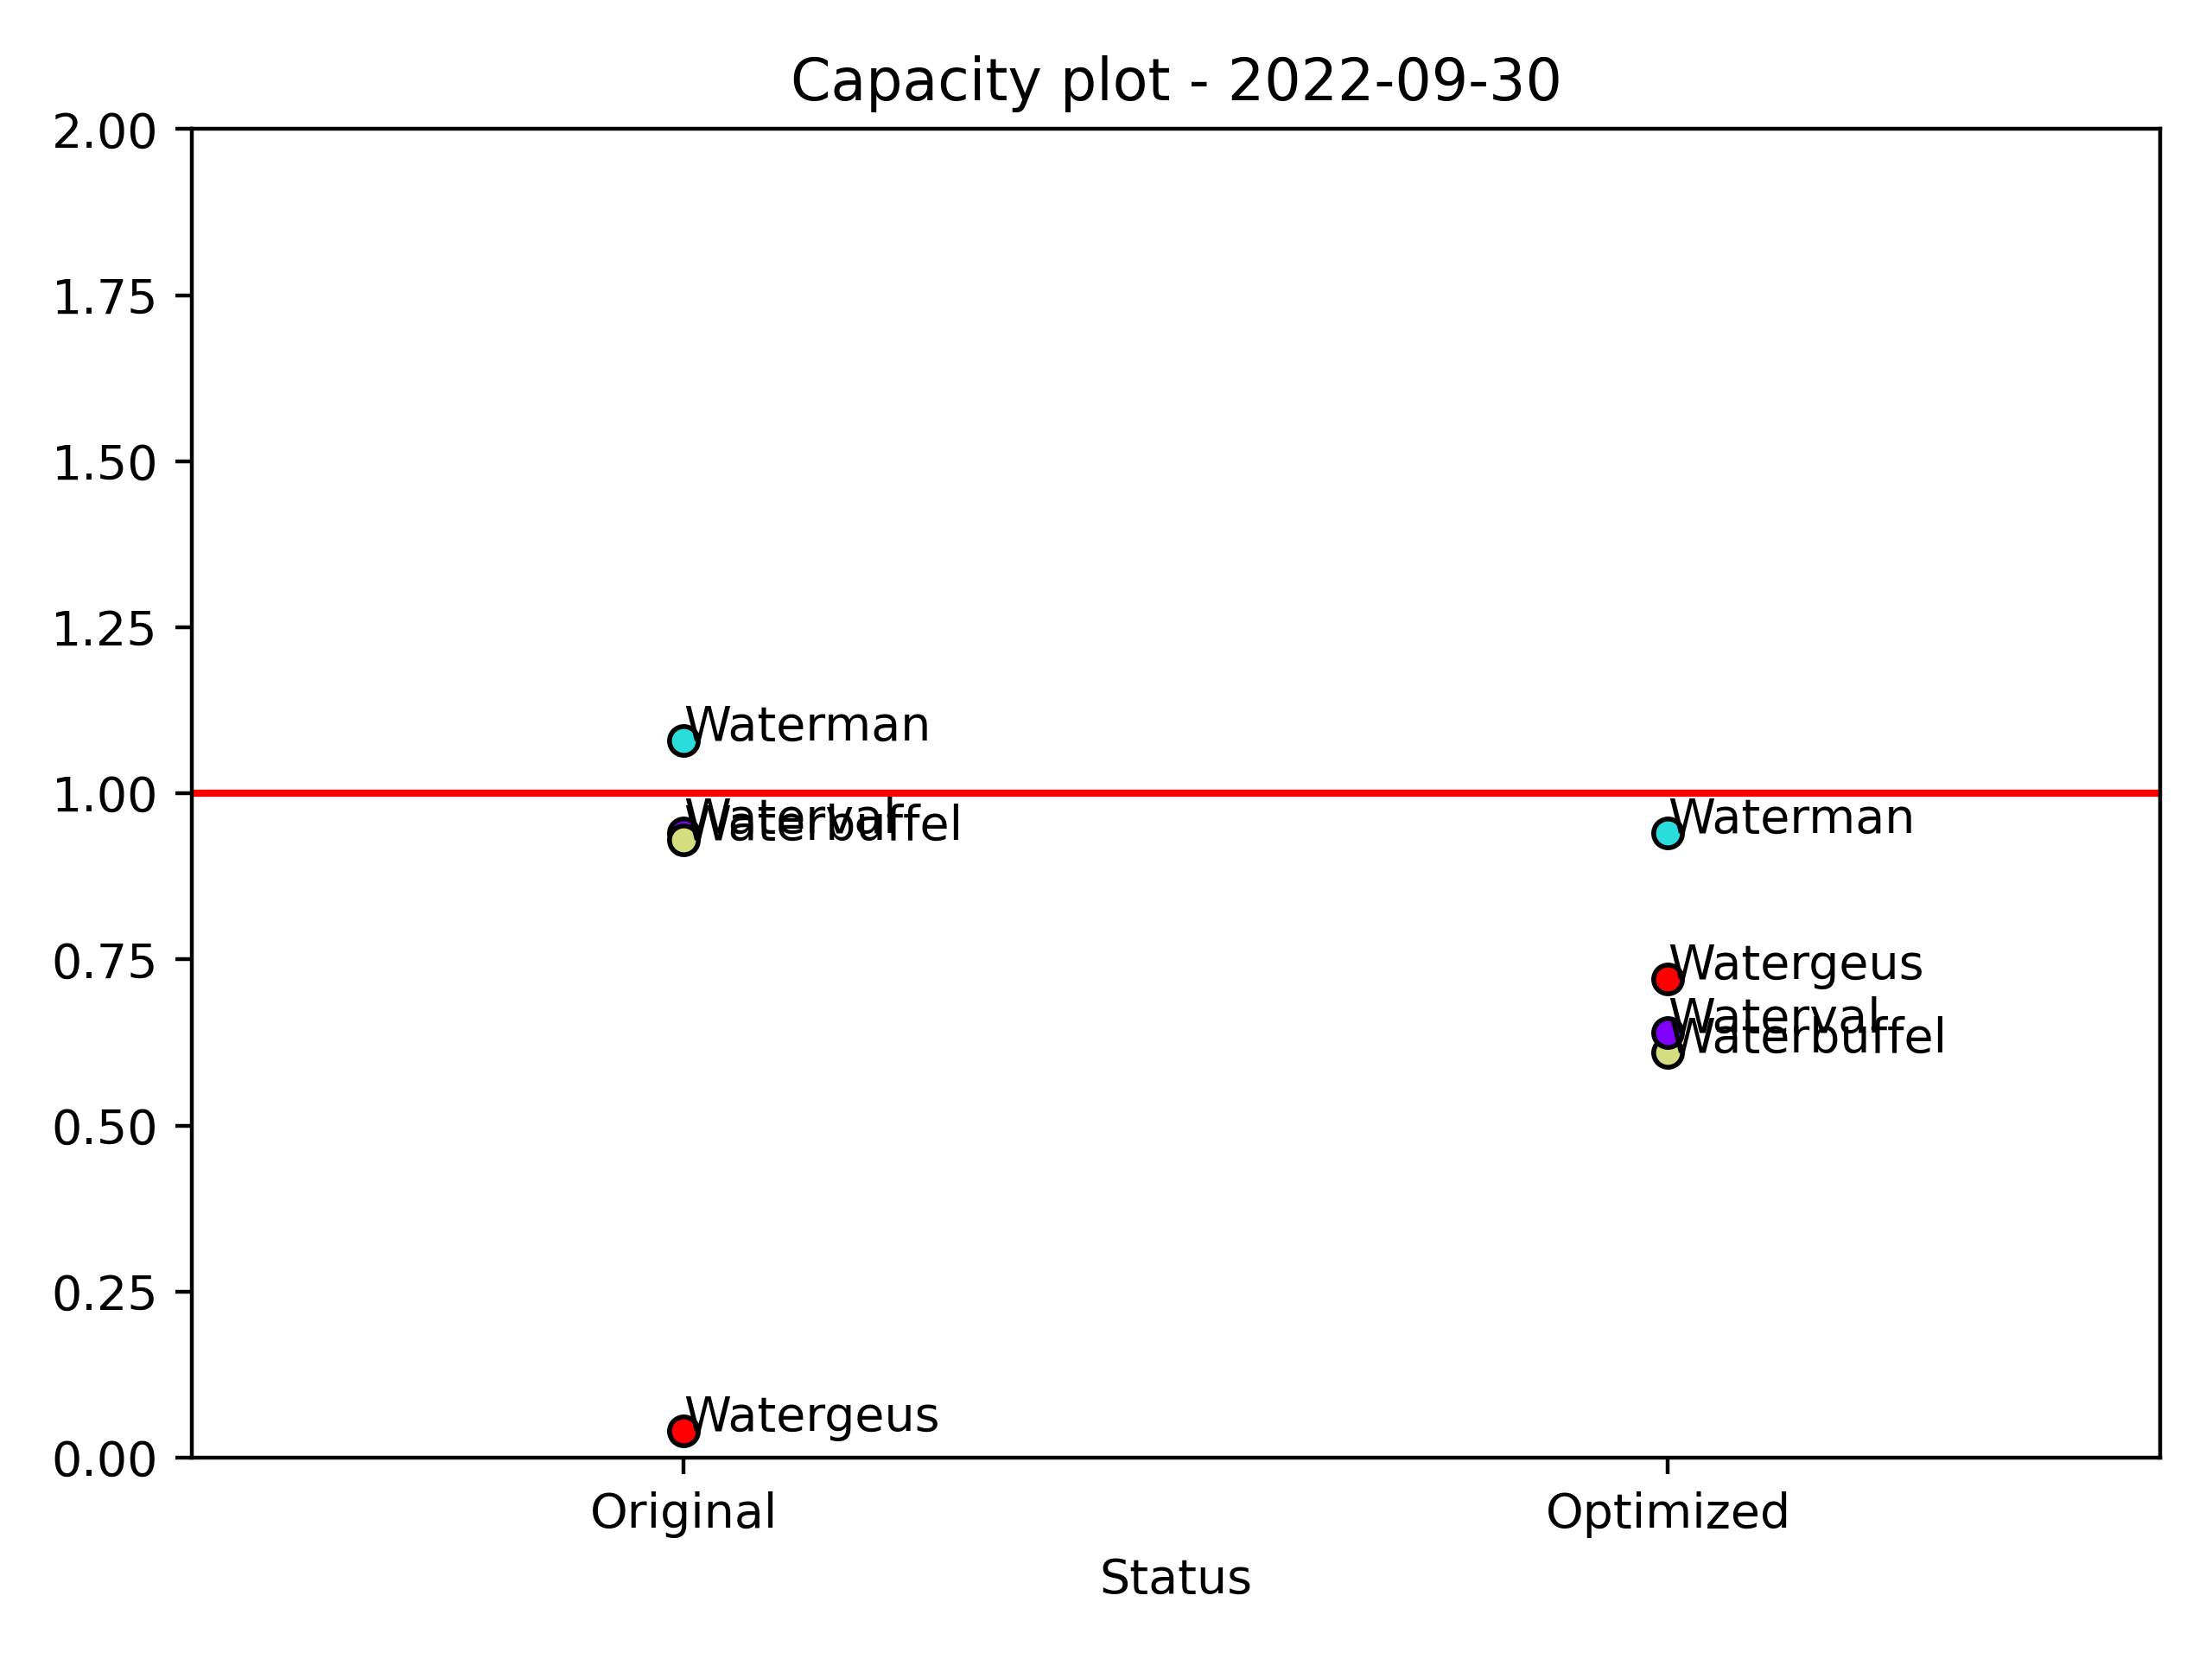 Capacity plot - 2022-09-30
2.00
1.75
1.50
1.25
1.00
0.75
0.50
0.25
0.00
Waterman
Waterval
Waterbuffel
Watergeus
Waterman
Watergeus
Waterval
Waterbuffel
Original
Optimized
Status